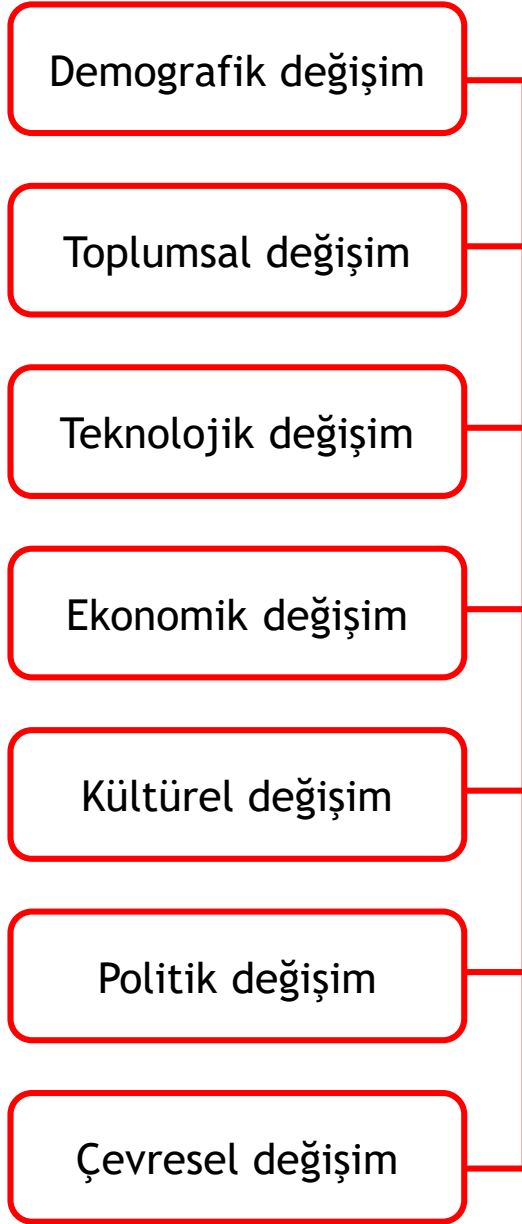 Demografik değişim
Toplumsal değişim
Teknolojik değişim
Ekonomik değişim
Kültürel değişim
Politik değişim
Çevresel değişim